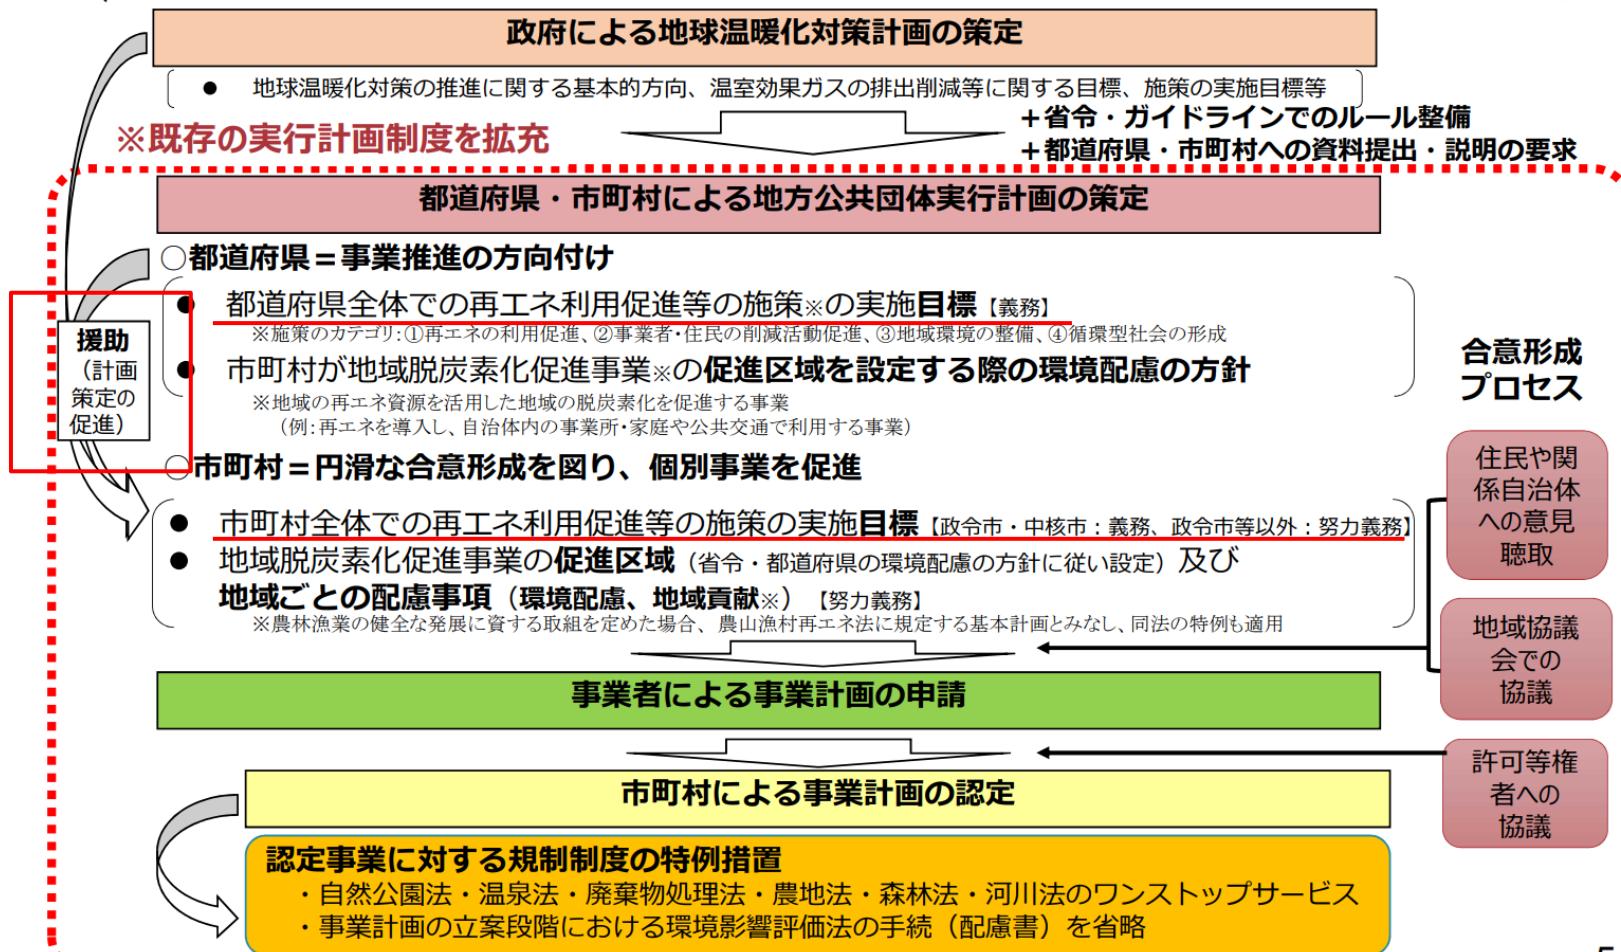 政府による地球温暖化対策計画の策定
● 地球温暖化対策の推進に関する基本的方向、温室効果ガスの排出削減等に関する目標、施策の実施目標等
※既存の実行計画制度を拡充
＋省令・ガイドラインでのルール整備
＋都道府県・市町村への資料提出・説明の要求
都道府県・市町村による地方公共団体実行計画の策定
○都道府県＝事業推進の方向付け
● 都道府県全体での再エネ利用促進等の施策※の実施目標【義務】
※施策のカテゴリ：①再エネの利用促進、②事業者・住民の削減活動促進、③地域環境の整備、④循環型社会の形成
● 市町村が地域脱炭素化促進事業※の促進区域を設定する際の環境配慮の方針
※地域の再エネ資源を活用した地域の脱炭素化を促進する事業
（例：再エネを導入し、自治体内の事業所・家庭や公共交通で利用する事業）
援助
（計画
策定の
促進）
○市町村＝円滑な合意形成を図り、個別事業を促進
● 市町村全体での再エネ利用促進等の施策の実施目標【政令市・中核市：義務、政令市等以外：努力義務】
● 地域脱炭素化促進事業の促進区域（省令・都道府県の環境配慮の方針に従い設定）及び
地域ごとの配慮事項（環境配慮、地域貢献※）【努力義務】
※農林漁業の健全な発展に資する取組を定めた場合、農山漁村再エネ法に規定する基本計画とみなし、同法の特例も適用
合意形成
プロセス
住民や関
係自治体
への意見
聴取
地域協議
会での
協議
事業者による事業計画の申請
許可等権
者への
協議
市町村による事業計画の認定
認定事業に対する規制制度の特例措置
・自然公園法・温泉法・廃棄物処理法・農地法・森林法・河川法のワンストップサービス
・事業計画の立案段階における環境影響評価法の手続（配慮書）を省略